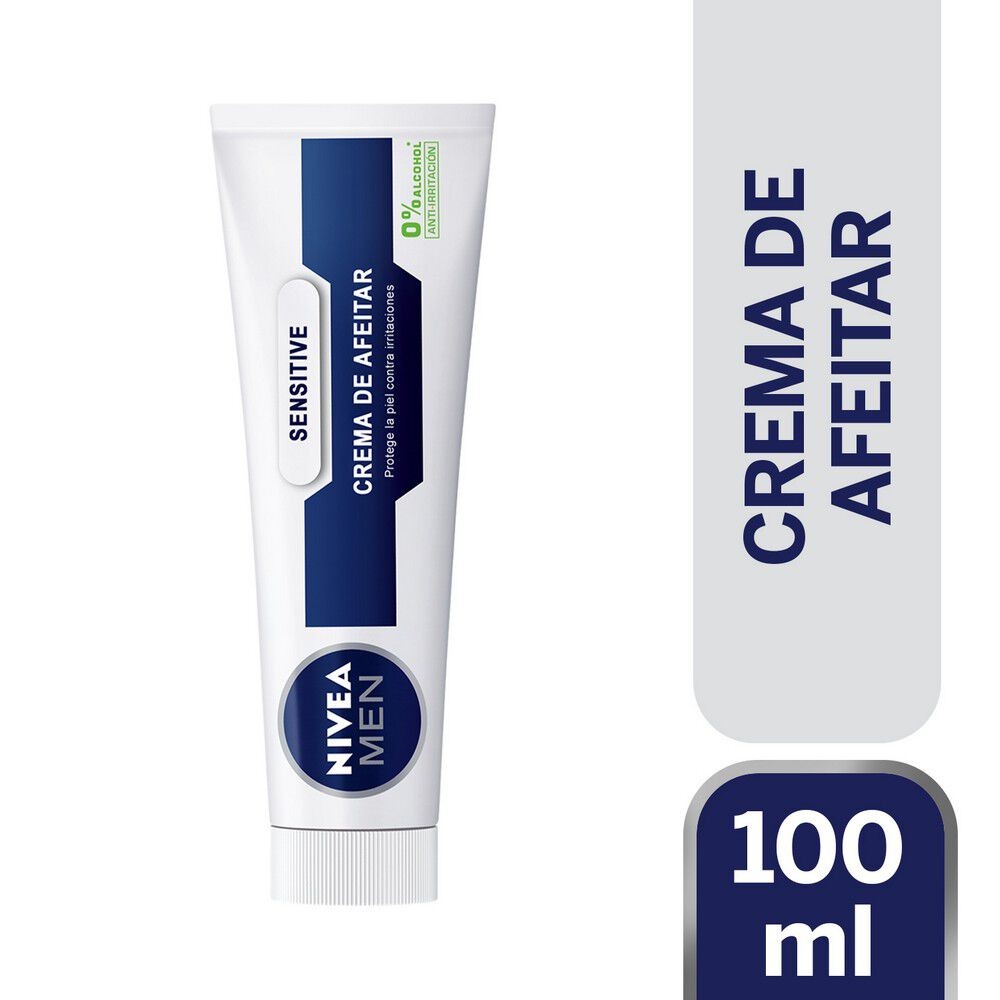 0% ALCOHOL*
ANTI-IRRITACIÓN
SENSITIVE
CREMA DE AFEITAR
Protege la piel contra irritaciones
NIVEA
MEN
CREMA DE
AFEITAR
100
ml